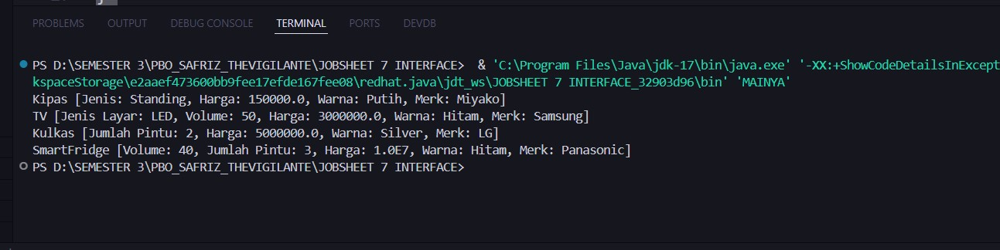 PROBLEMS OUTPUT DEBUG CONSOLE TERMINAL PORTS DEVDB
PS D:\SEMESTER 3\PBO_SAFRIZ_THEVIGILANTE\JOBSHEET 7 INTERFACE>  & 'C:\Program Files\Java\jdk-17\bin\java.exe' '-XX:+ShowCodeDetailsInExcept
kspaceStorage\e2aaef473600bb9fee17efde167fee08\redhat.java\jdt_ws\JOBSHEET 7 INTERFACE_32903d96\bin' 'MAINYA'
Kipas [Jenis: Standing, Harga: 150000.0, Warna: Putih, Merk: Miyako]
TV [Jenis Layar: LED, Volume: 50, Harga: 3000000.0, Warna: Hitam, Merk: Samsung]
Kulkas [Jumlah Pintu: 2, Harga: 5000000.0, Warna: Silver, Merk: LG]
SmartFridge [Volume: 40, Jumlah Pintu: 3, Harga: 1.0E7, Warna: Hitam, Merk: Panasonic]
PS D:\SEMESTER 3\PBO_SAFRIZ_THEVIGILANTE\JOBSHEET 7 INTERFACE>